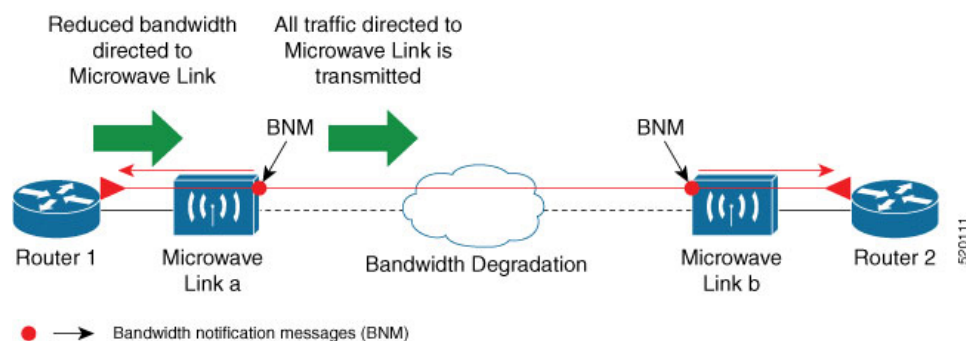 Reduced bandwidth
directed to
Microwave Link
All traffic directed to
Microwave Link is
transmitted
BNM
BNM
Router 1
Microwave
Link a
Bandwidth Degradation
Microwave
Link b
Router 2
520111
Bandwidth notification messages (BNM)